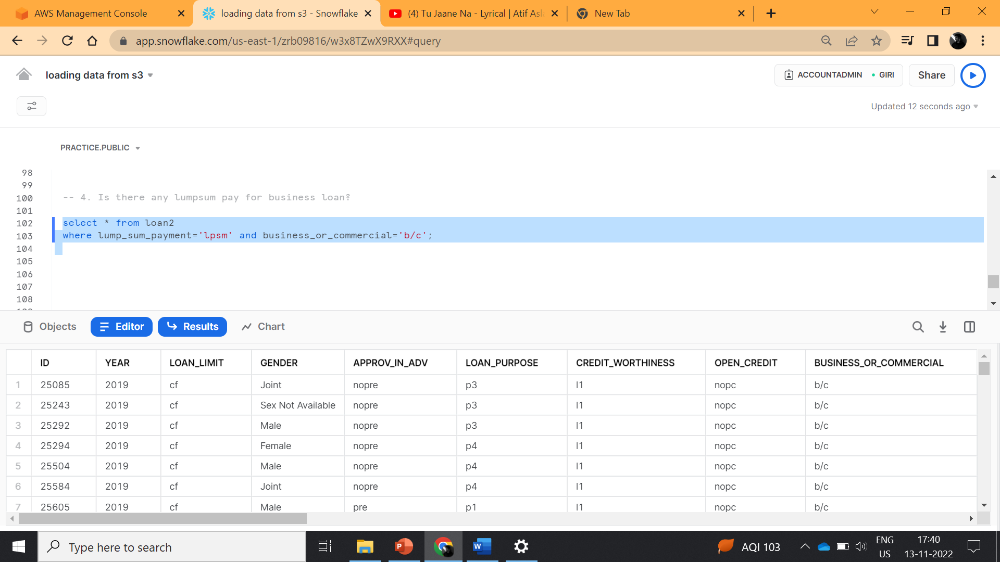 AWS Management Console
loading data from s3 - Snowflake
(4) Tu Jaane Na - Lyrical | Atif Asl
New Tab
app.snowflake.com/us-east-1/zrb09816/w3x8TZwX9RXX#query
loading data from s3
ACCOUNTADMIN • GIRI
Share
Updated 12 seconds ago
PRACTICE.PUBLIC
98
99
100 -- 4. Is there any lumpsum pay for business loan?
101
102 select * from loan2
103 where lump_sum_payment='lpsm' and business_or_commercial='b/c';
104
105
106
107
108
Objects Editor Results Chart
ID YEAR LOAN_LIMIT GENDER APPROV_IN_ADV LOAN_PURPOSE CREDIT_WORTHINESS OPEN_CREDIT BUSINESS_OR_COMMERCIAL
1 25085 2019 cf Joint nopre p3 l1 nopc b/c
2 25243 2019 cf Sex Not Available nopre p3 l1 nopc b/c
3 25292 2019 cf Male nopre p3 l1 nopc b/c
4 25294 2019 cf Female nopre p4 l1 nopc b/c
5 25504 2019 cf Male nopre p4 l1 nopc b/c
6 25584 2019 cf Joint nopre p4 l1 nopc b/c
7 25605 2019 cf Male pre p1 l1 nopc b/c
Type here to search
AQI 103
ENG
US
17:40
13-11-2022